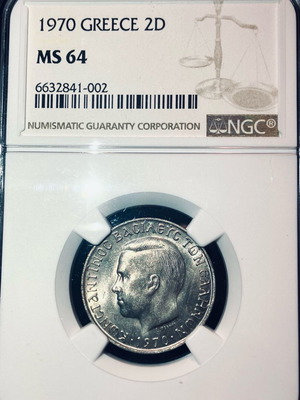 1970 GREECE 2D
MS 64
6632841-002
NUMISMATIC GUARANTY CORPORATION
NGC®
ΚΩΝΣΤΑΝΤΙΝΟΣ ΒΑΣΙΛΕΥΣ ΤΩΝ ΕΛΛΗΝΩΝ
·1970·